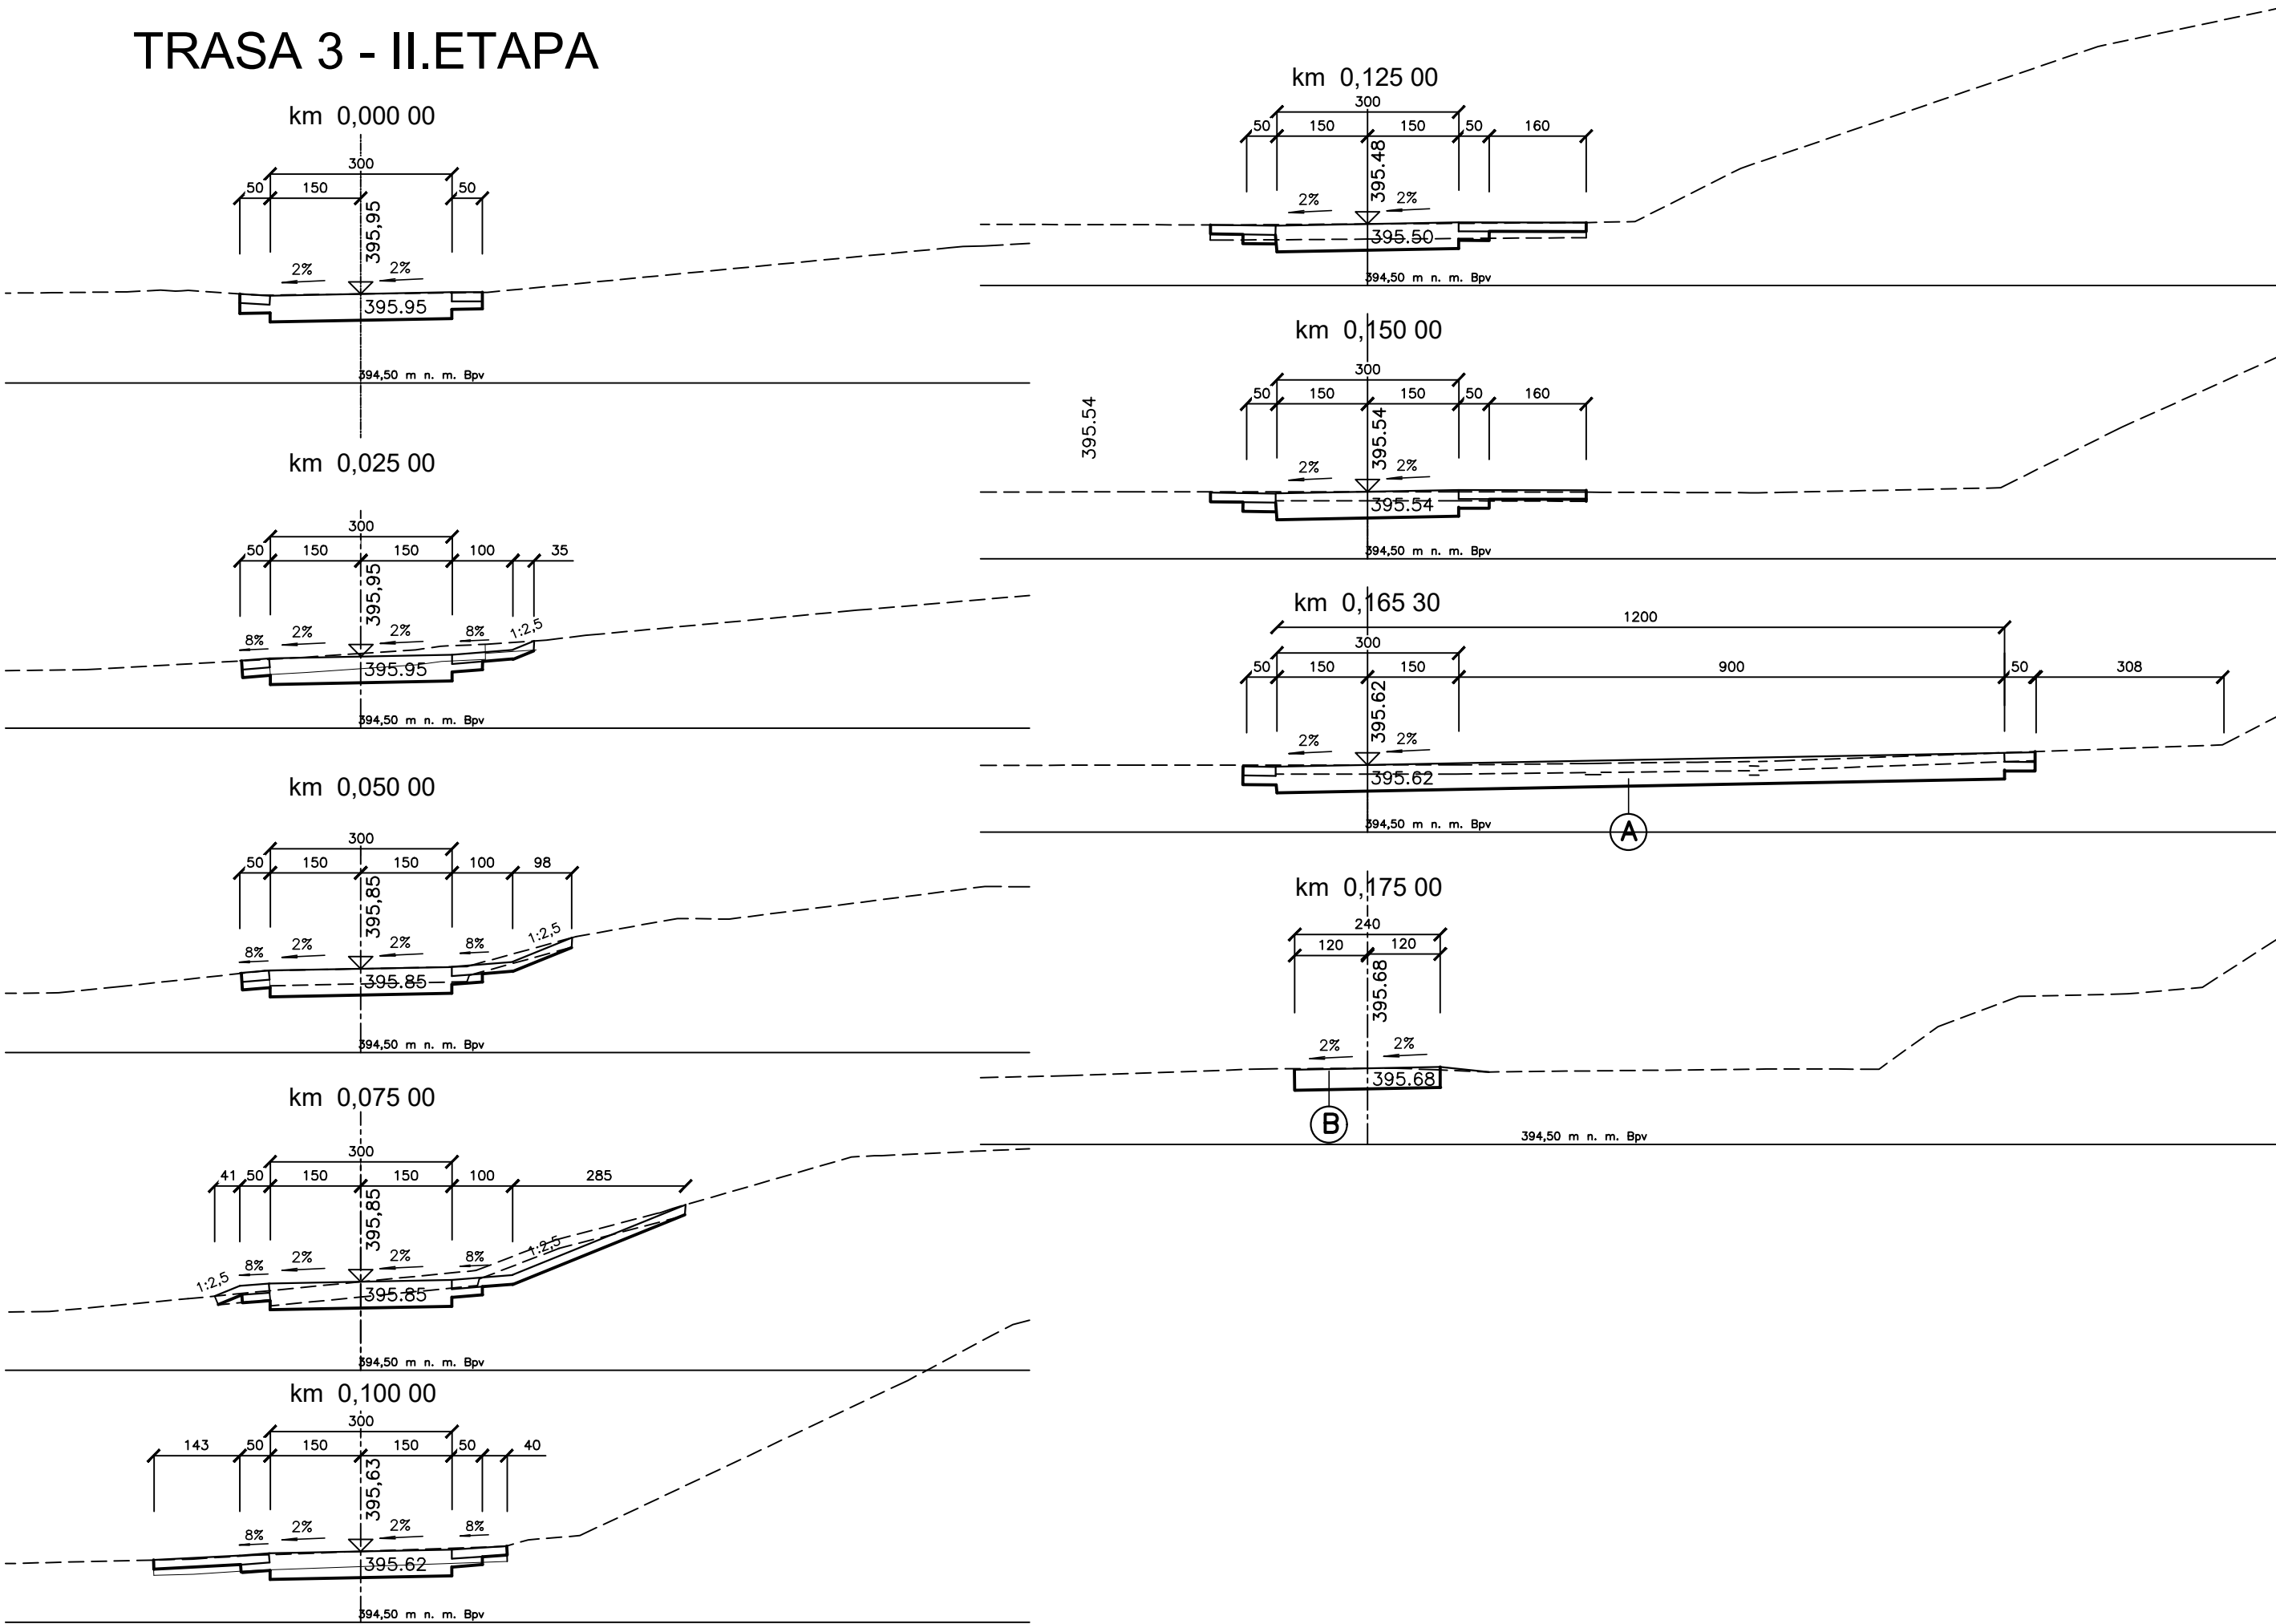 TRASA 3 - II.ETAPA
km 0,000 00
300
50 150 50
395,95
2% 2%
395.95
394,50 m n. m. Bpv
km 0,025 00
300
50 150 150 100 35
395,95
8% 2% 2% 8% 1:2,5
395.95
394,50 m n. m. Bpv
km 0,050 00
300
50 150 150 100 98
395,85
8% 2% 2% 8% 1:2,5
395.85
394,50 m n. m. Bpv
km 0,075 00
300
41 50 150 150 100 285
395,85
1:2,5 8% 2% 2% 8% 1:2,5
395.85
394,50 m n. m. Bpv
km 0,100 00
300
143 50 150 150 50 40
395,63
8% 2% 2% 8%
395.62
394,50 m n. m. Bpv
km 0,125 00
300
50 150 150 50 160
395.48
2% 2%
395.50
394,50 m n. m. Bpv
km 0,150 00
300
50 150 150 50 160
395.54
395.54
2% 2%
395.54
394,50 m n. m. Bpv
km 0,165 30
1200
300
50 150 150 900 50 308
395.62
2% 2%
395.62
394,50 m n. m. Bpv
A
km 0,175 00
240
120 120
395.68
2% 2%
395.68
B
394,50 m n. m. Bpv